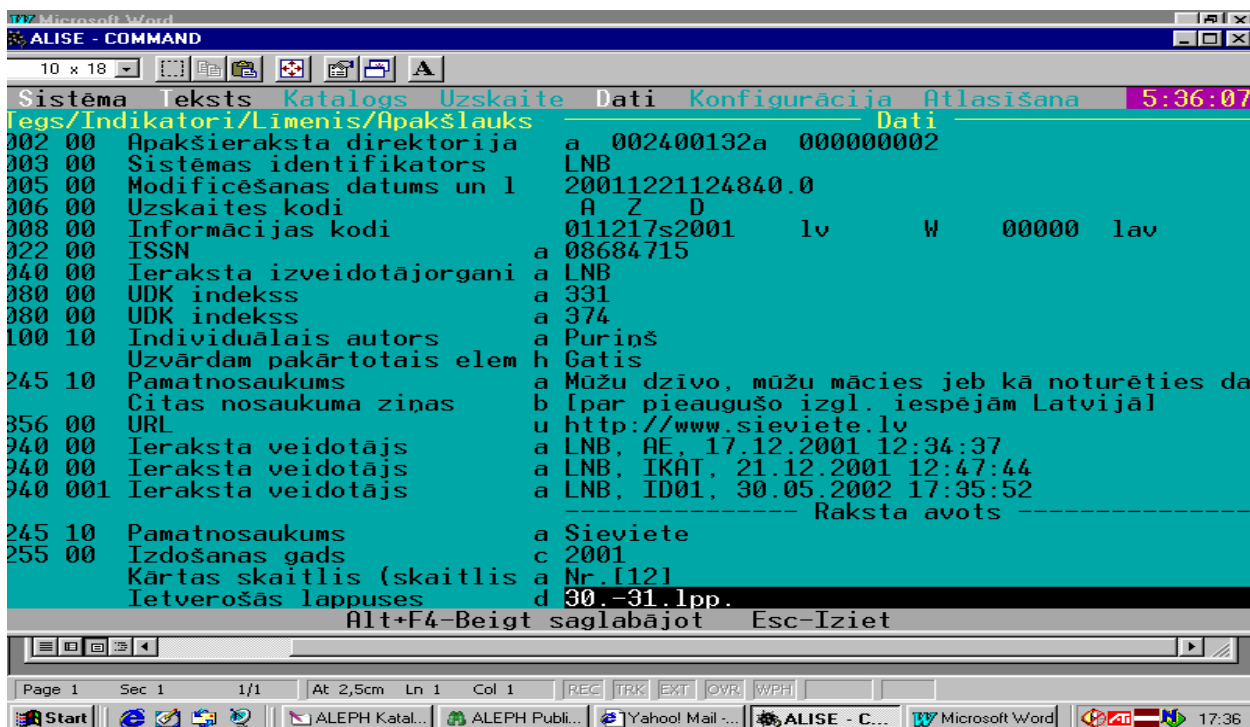 Microsoft Word
ALISE - COMMAND
10 x 18
A
Sistēma Teksts Katalogs Uzskaite Dati Konfigurācija Atlasīšana 5:36:07
Tegs/Indikatori/Līmenis/Apakšlauks Dati
002 00 Apakšieraksta direktorija a 002400132a 000000002
003 00 Sistēmas identifikators LNB
005 00 Modificēšanas datums un l 20011221124840.0
006 00 Uzskaites kodi A Z D
008 00 Informācijas kodi 011217s2001 lv W 00000 lav
022 00 ISSN a 08684715
040 00 Ieraksta izveidotājorgani a LNB
080 00 UDK indekss a 331
080 00 UDK indekss a 374
100 10 Individuālais autors a Puriņš
Uzvārdam pakārtotais elem h Gatis
245 10 Pamatnosaukums a Mūžu dzīvo, mūžu mācies jeb kā noturēties da
Citas nosaukuma ziņas b [par pieaugušo izgl. iespējām Latvijā]
856 00 URL u http://www.sieviete.lv
940 00 Ieraksta veidotājs a LNB, AE, 17.12.2001 12:34:37
940 00 Ieraksta veidotājs a LNB, IKAT, 21.12.2001 12:47:44
940 001 Ieraksta veidotājs a LNB, ID01, 30.05.2002 17:35:52
--------------- Raksta avots ---------------
245 10 Pamatnosaukums a Sieviete
255 00 Izdošanas gads c 2001
Kārtas skaitlis (skaitlis a Nr.[12]
Ietverošās lappuses d 30.-31.lpp.
Alt+F4-Beigt saglabājot Esc-Iziet
Page 1 Sec 1 1/1 At 2,5cm Ln 1 Col 1 REC TRK EXT OVR WPH
Start ALEPH Katal... ALEPH Publi... Yahoo! Mail -... ALISE - C... Microsoft Word 17:36